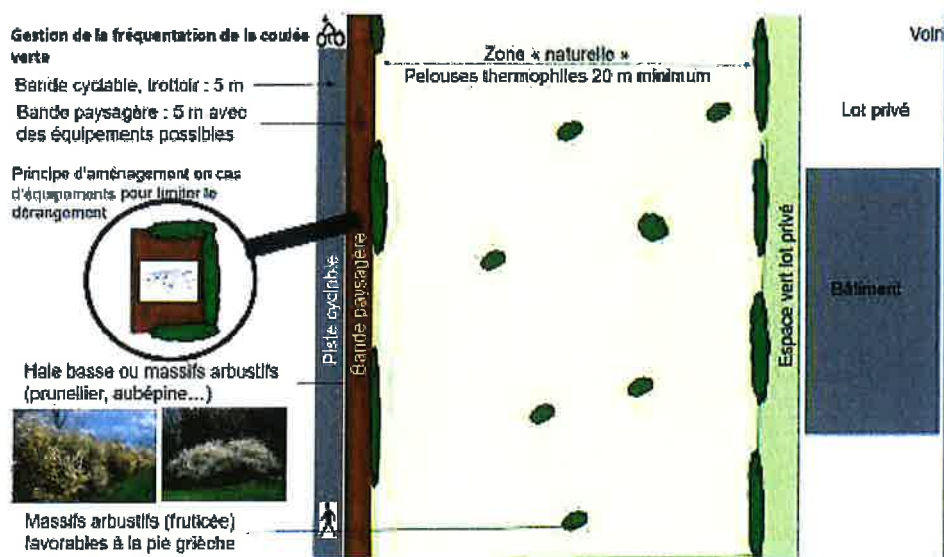 Gestion de la fréquentation de la coulée
verte
Bande cyclable, trottoir : 5 m
Bande paysagère : 5 m avec
des équipements possibles
Principe d'aménagement en cas
d'équipements pour limiter le
dérangement
Haie basse ou massifs arbustifs
(prunellier, aubépine...)
Massifs arbustifs (fruticée)
favorables à la pie grièche
Piste cyclable
Bande paysagère
Zone « naturelle »
Pelouses thermophiles 20 m minimum
Espace vert lot privé
Lot privé
Bâtiment